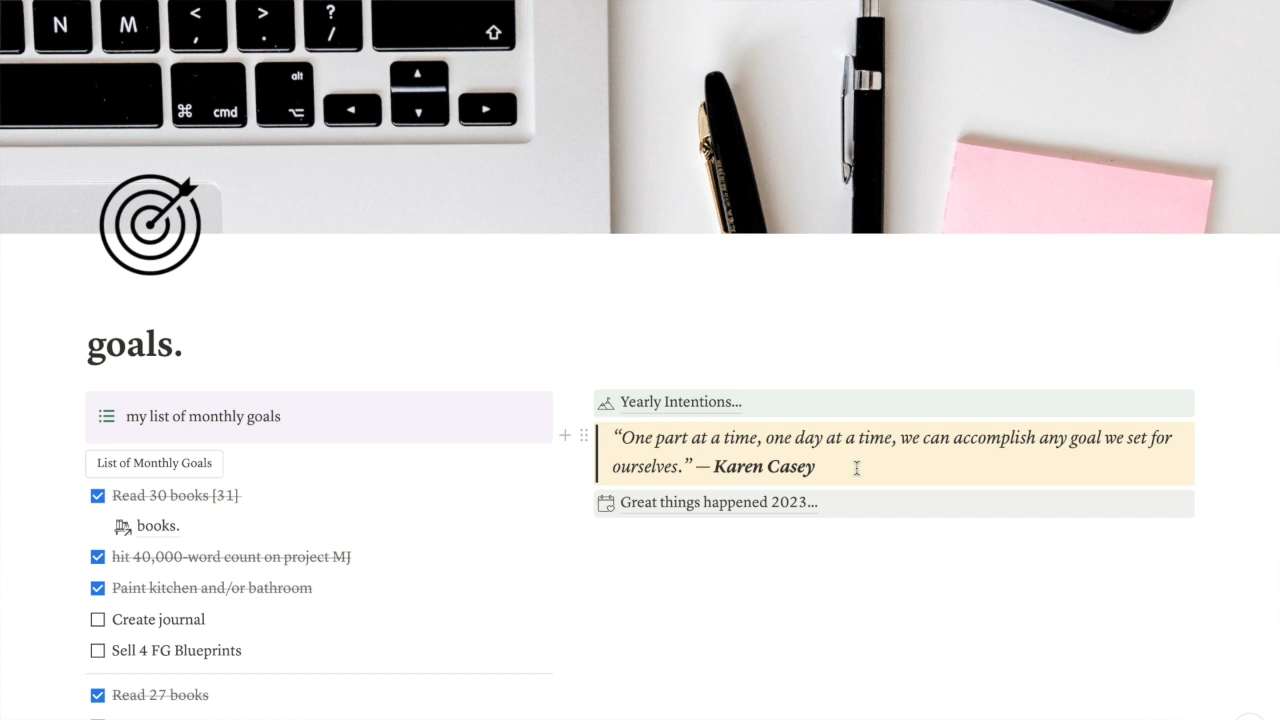 N M < > ?
, . /
alt
⌘ cmd
goals.
my list of monthly goals
List of Monthly Goals
Read 30 books [31]
books.
hit 40,000-word count on project MJ
Paint kitchen and/or bathroom
Create journal
Sell 4 FG Blueprints
Read 27 books
Yearly Intentions...
“One part at a time, one day at a time, we can accomplish any goal we set for
ourselves.” — Karen Casey
Great things happened 2023...